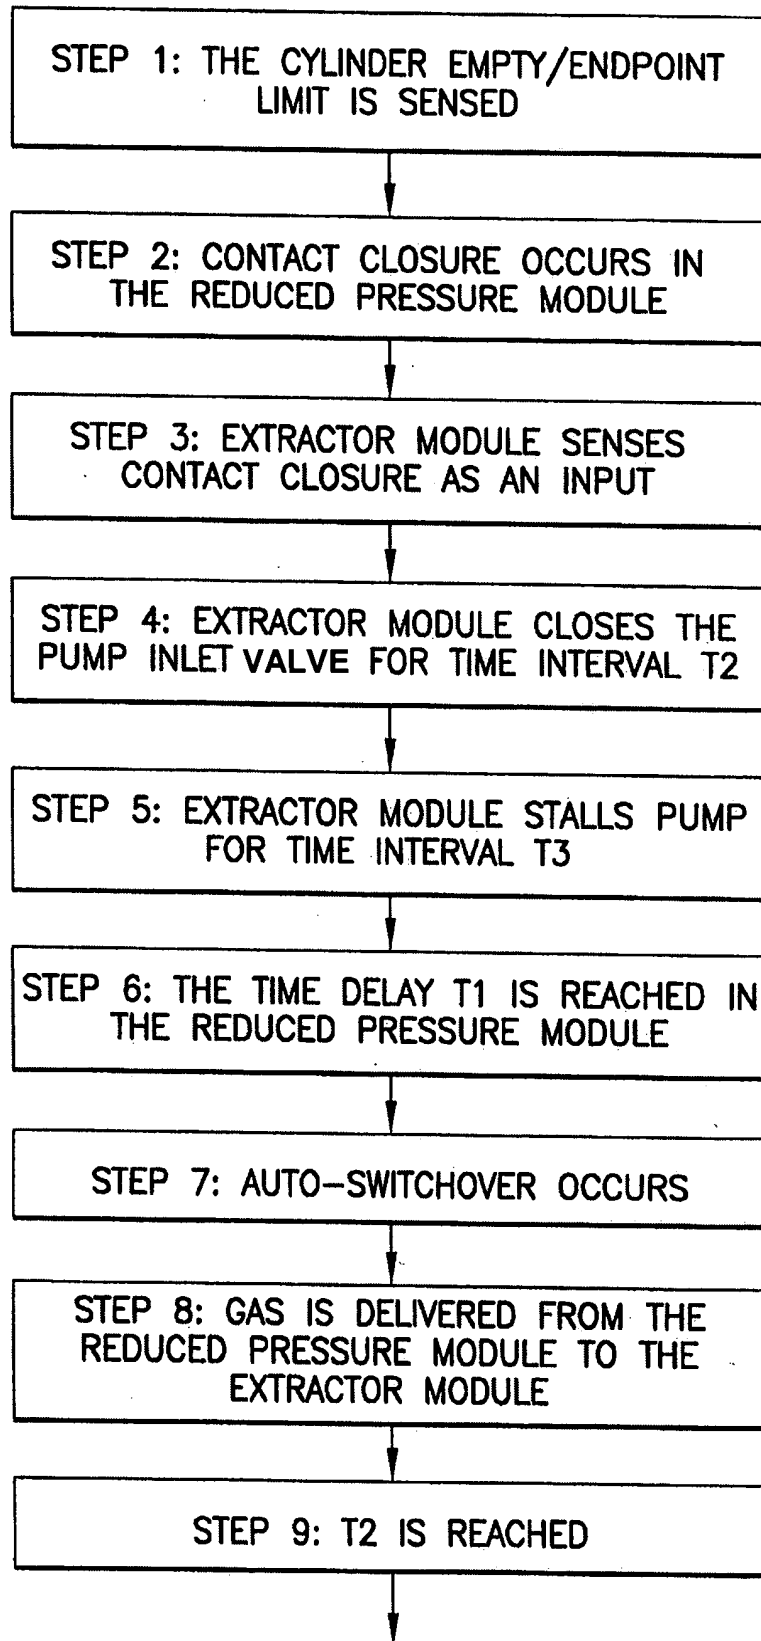 STEP 1: THE CYLINDER EMPTY/ENDPOINT
LIMIT IS SENSED
STEP 2: CONTACT CLOSURE OCCURS IN
THE REDUCED PRESSURE MODULE
STEP 3: EXTRACTOR MODULE SENSES
CONTACT CLOSURE AS AN INPUT
STEP 4: EXTRACTOR MODULE CLOSES THE
PUMP INLET VALVE FOR TIME INTERVAL T2
STEP 5: EXTRACTOR MODULE STALLS PUMP
FOR TIME INTERVAL T3
STEP 6: THE TIME DELAY T1 IS REACHED IN
THE REDUCED PRESSURE MODULE
STEP 7: AUTO-SWITCHOVER OCCURS
STEP 8: GAS IS DELIVERED FROM THE
REDUCED PRESSURE MODULE TO THE
EXTRACTOR MODULE
STEP 9: T2 IS REACHED